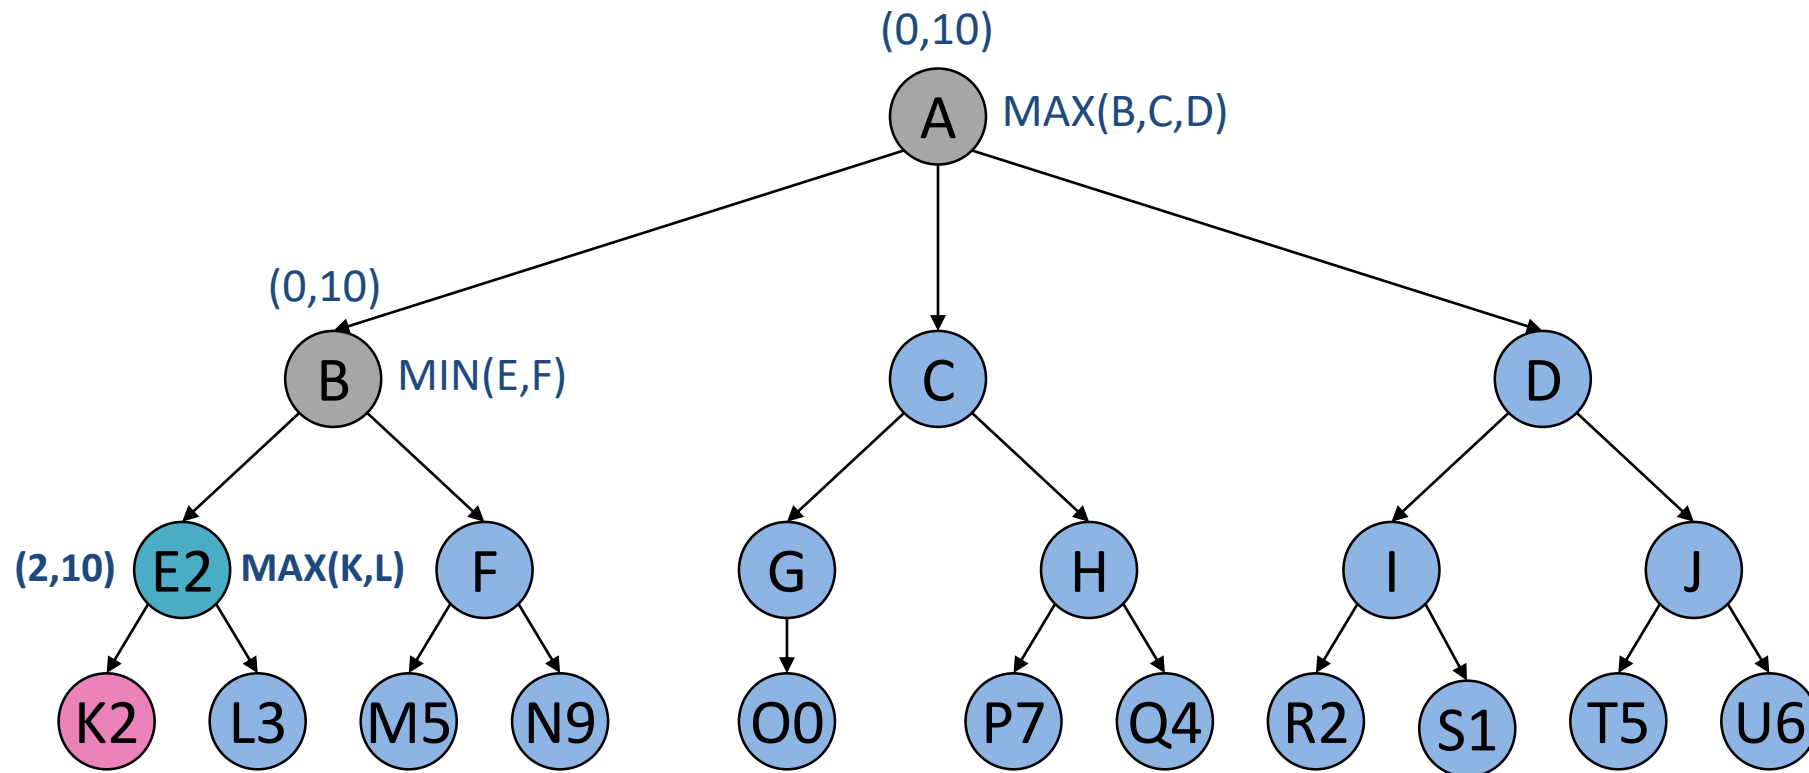 (0,10)
A MAX(B,C,D)
(0,10)
B MIN(E,F) C D
(2,10) E2 MAX(K,L) F G H I J
K2 L3 M5 N9 O0 P7 Q4 R2 S1 T5 U6